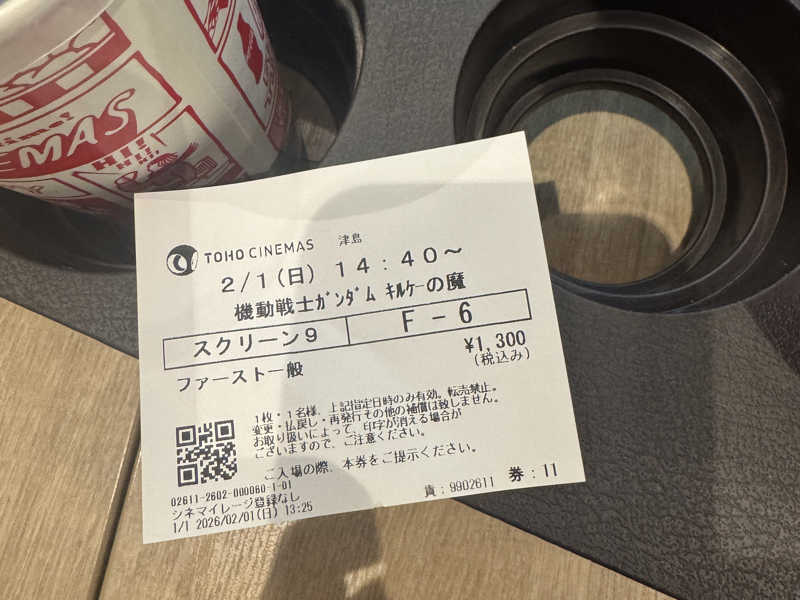 MAS
TOHO CINEMAS 津島
2/1(日) 14:40～
機動戦士ガンダム キルケーの魔
スクリーン9 F-6
¥1,300
(税込み)
ファースト一般
1枚・1名様、上記指定日時のみ有効。転売禁止。
変更・払戻し・再発行その他の補償は致しません。
お取り扱いによって、印字が消える場合が
ございますので、ご注意ください。
ご入場の際、本券をご提示ください。
02611-2602-000060-1-01
シネマイレージ登録なし
1/1 2026/02/01(日) 13:25
責:9902611 券:11